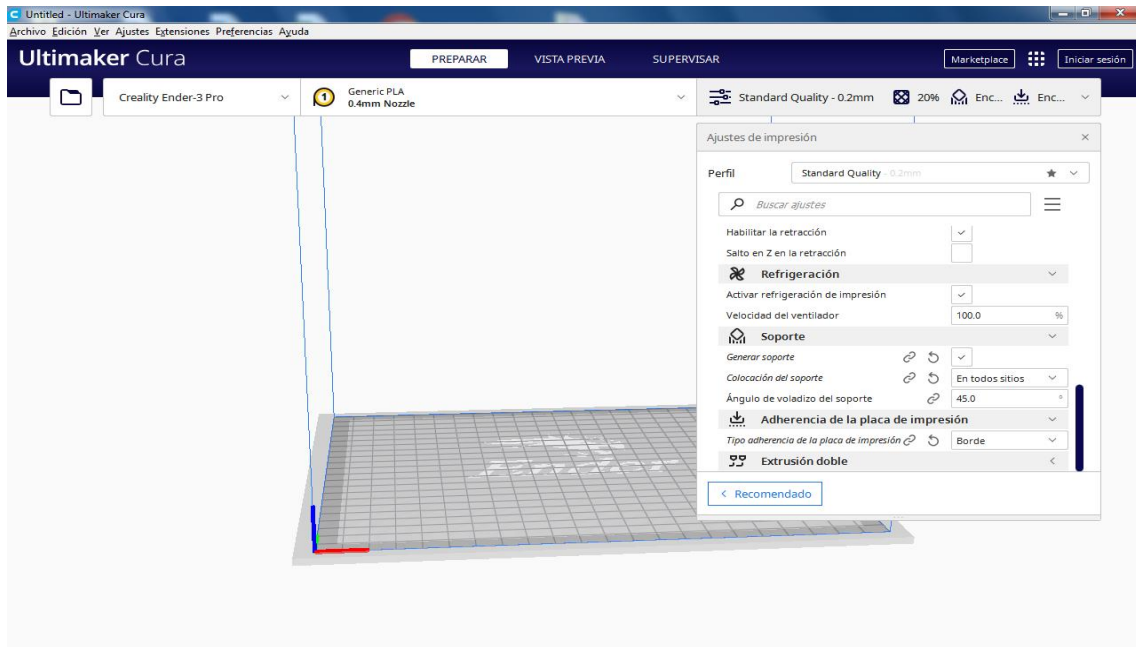 Untitled - Ultimaker Cura
Archivo Edición Ver Ajustes Extensiones Preferencias Ayuda
Ultimaker Cura PREPARAR VISTA PREVIA SUPERVISAR Marketplace Iniciar sesión
Creality Ender-3 Pro 1 Generic PLA
0.4mm Nozzle
Standard Quality - 0.2mm 20% Enc... Enc...
Ajustes de impresión
Perfil Standard Quality - 0.2mm
Buscar ajustes
Habilitar la retracción
Salto en Z en la retracción
Refrigeración
Activar refrigeración de impresión
Velocidad del ventilador 100.0 %
Soporte
Generar soporte
Colocación del soporte En todos sitios
Ángulo de voladizo del soporte 45.0 °
Adherencia de la placa de impresión
Tipo adherencia de la placa de impresión Borde
Extrusión doble
Recomendado